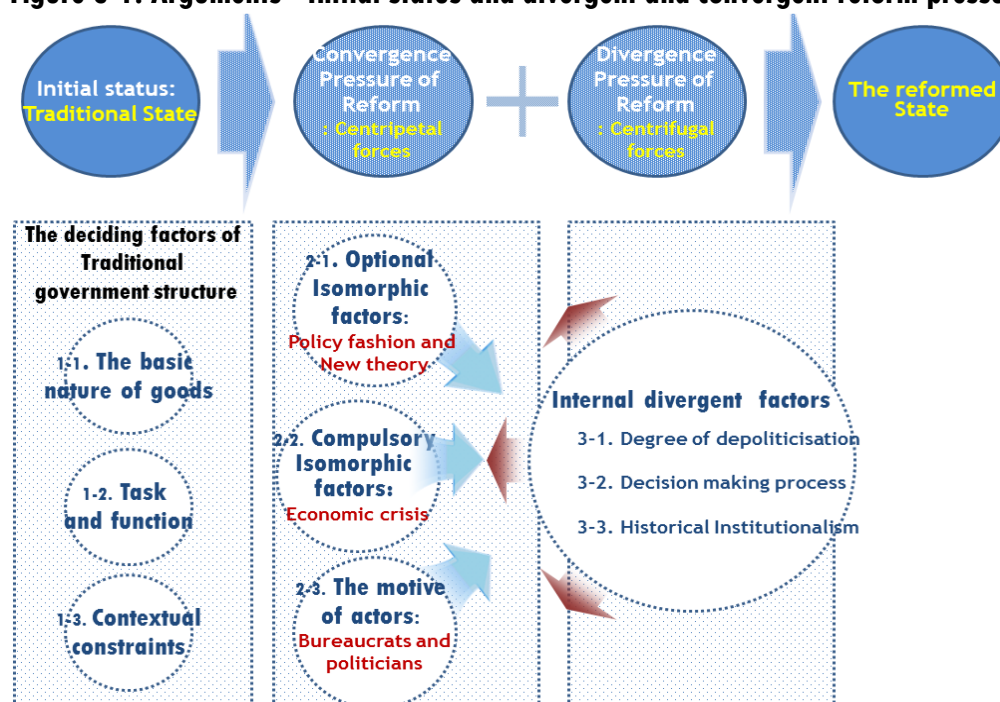 Initial status:
Traditional State
Convergence
Pressure of
Reform
: Centripetal
forces
Divergence
Pressure of
Reform
: Centrifugal
forces
The reformed
State
The deciding factors of
Traditional
government structure
1-1. The basic
nature of goods
1-2. Task
and function
1-3. Contextual
constraints
2-1. Optional
Isomorphic
factors:
Policy fashion and
New theory
2-2. Compulsory
Isomorphic
factors:
Economic crisis
2-3. The motive
of actors:
Bureaucrats and
politicians
Internal divergent factors
3-1. Degree of depoliticisation
3-2. Decision making process
3-3. Historical Institutionalism